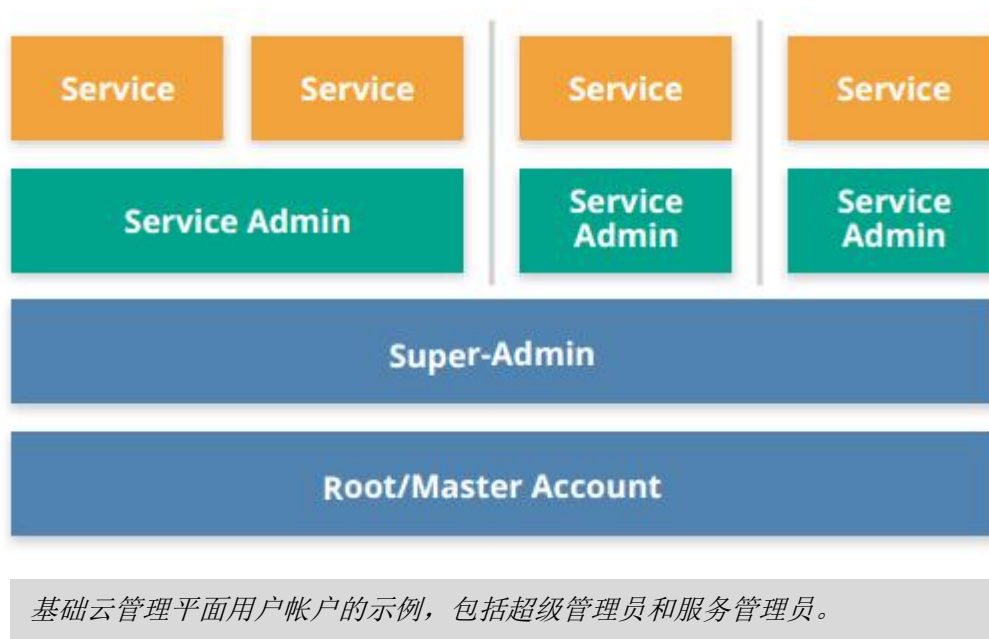 Service
Service
Service
Service
Service Admin
Service
Admin
Service
Admin
Super-Admin
Root/Master Account
基础云管理平面用户帐户的示例，包括超级管理员和服务管理员。